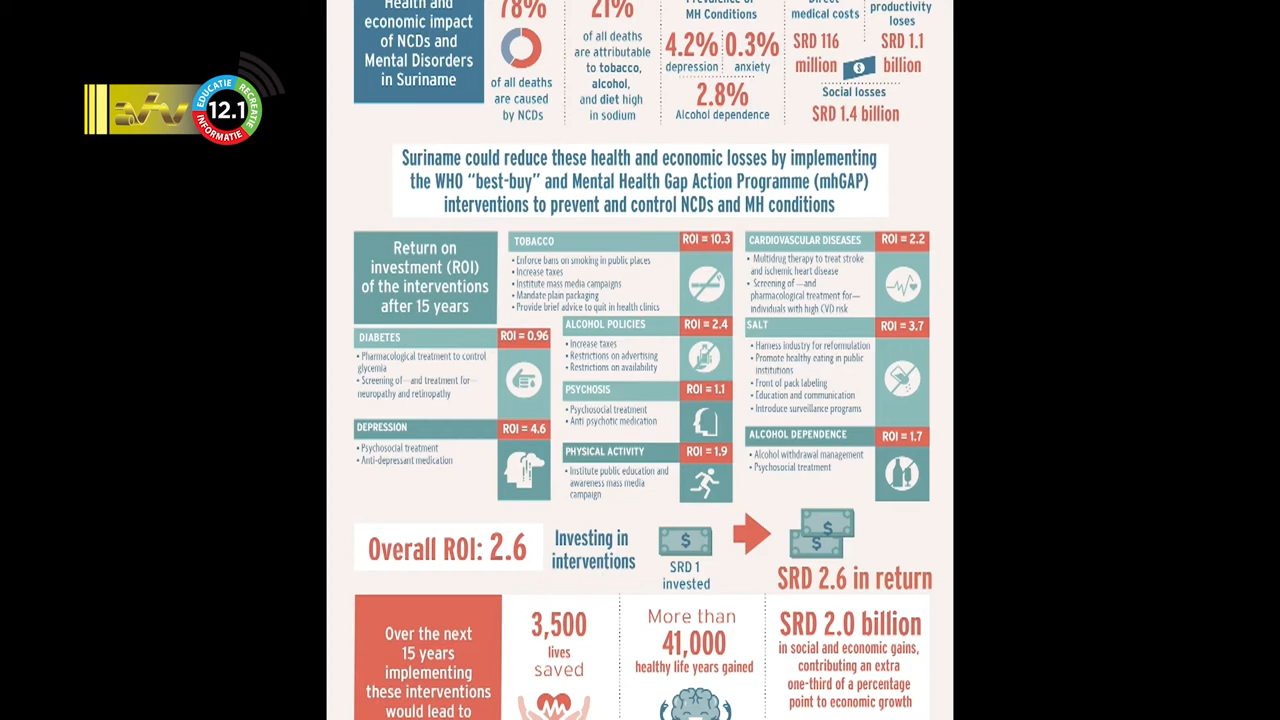 Health and
economic impact
of NCDs and
Mental Disorders
in Suriname
78%
of all deaths
are caused
by NCDs
21%
of all deaths
are attributable
to tobacco,
alcohol,
and diet high
in sodium
MH Conditions
4.2%
depression
0.3%
anxiety
2.8%
Alcohol dependence
Direct
medical costs
SRD 116
million
productivity
loses
SRD 1.1
billion
Social losses
SRD 1.4 billion
EDUCATIE
RECREATIE
INFORMATIE
12.1
Suriname could reduce these health and economic losses by implementing
the WHO “best-buy” and Mental Health Gap Action Programme (mhGAP)
interventions to prevent and control NCDs and MH conditions
Return on
investment (ROI)
of the interventions
after 15 years
DIABETES
ROI = 0.96
• Pharmacological treatment to control
glycemia
• Screening of—and treatment for—
neuropathy and retinopathy
DEPRESSION
ROI = 4.6
• Psychosocial treatment
• Anti-depressant medication
TOBACCO
ROI = 10.3
• Enforce bans on smoking in public places
• Increase taxes
• Institute mass media campaigns
• Mandate plain packaging
• Provide brief advice to quit in health clinics
ALCOHOL POLICIES
ROI = 2.4
• Increase taxes
• Restrictions on advertising
• Restrictions on availability
PSYCHOSIS
ROI = 1.1
• Psychosocial treatment
• Anti psychotic medication
PHYSICAL ACTIVITY
ROI = 1.9
• Institute public education and
awareness mass media
campaign
CARDIOVASCULAR DISEASES
ROI = 2.2
• Multidrug therapy to treat stroke
and ischemic heart disease
• Screening of—and
pharmacological treatment for—
individuals with high CVD risk
SALT
ROI = 3.7
• Harness industry for reformulation
• Promote healthy eating in public
institutions
• Front of pack labeling
• Education and communication
• Introduce surveillance programs
ALCOHOL DEPENDENCE
ROI = 1.7
• Alcohol withdrawal management
• Psychosocial treatment
Overall ROI: 2.6
Investing in
interventions
$
SRD 1
invested
$
$
SRD 2.6 in return
Over the next
15 years
implementing
these interventions
would lead to
3,500
lives
saved
More than
41,000
healthy life years gained
SRD 2.0 billion
in social and economic gains,
contributing an extra
one-third of a percentage
point to economic growth